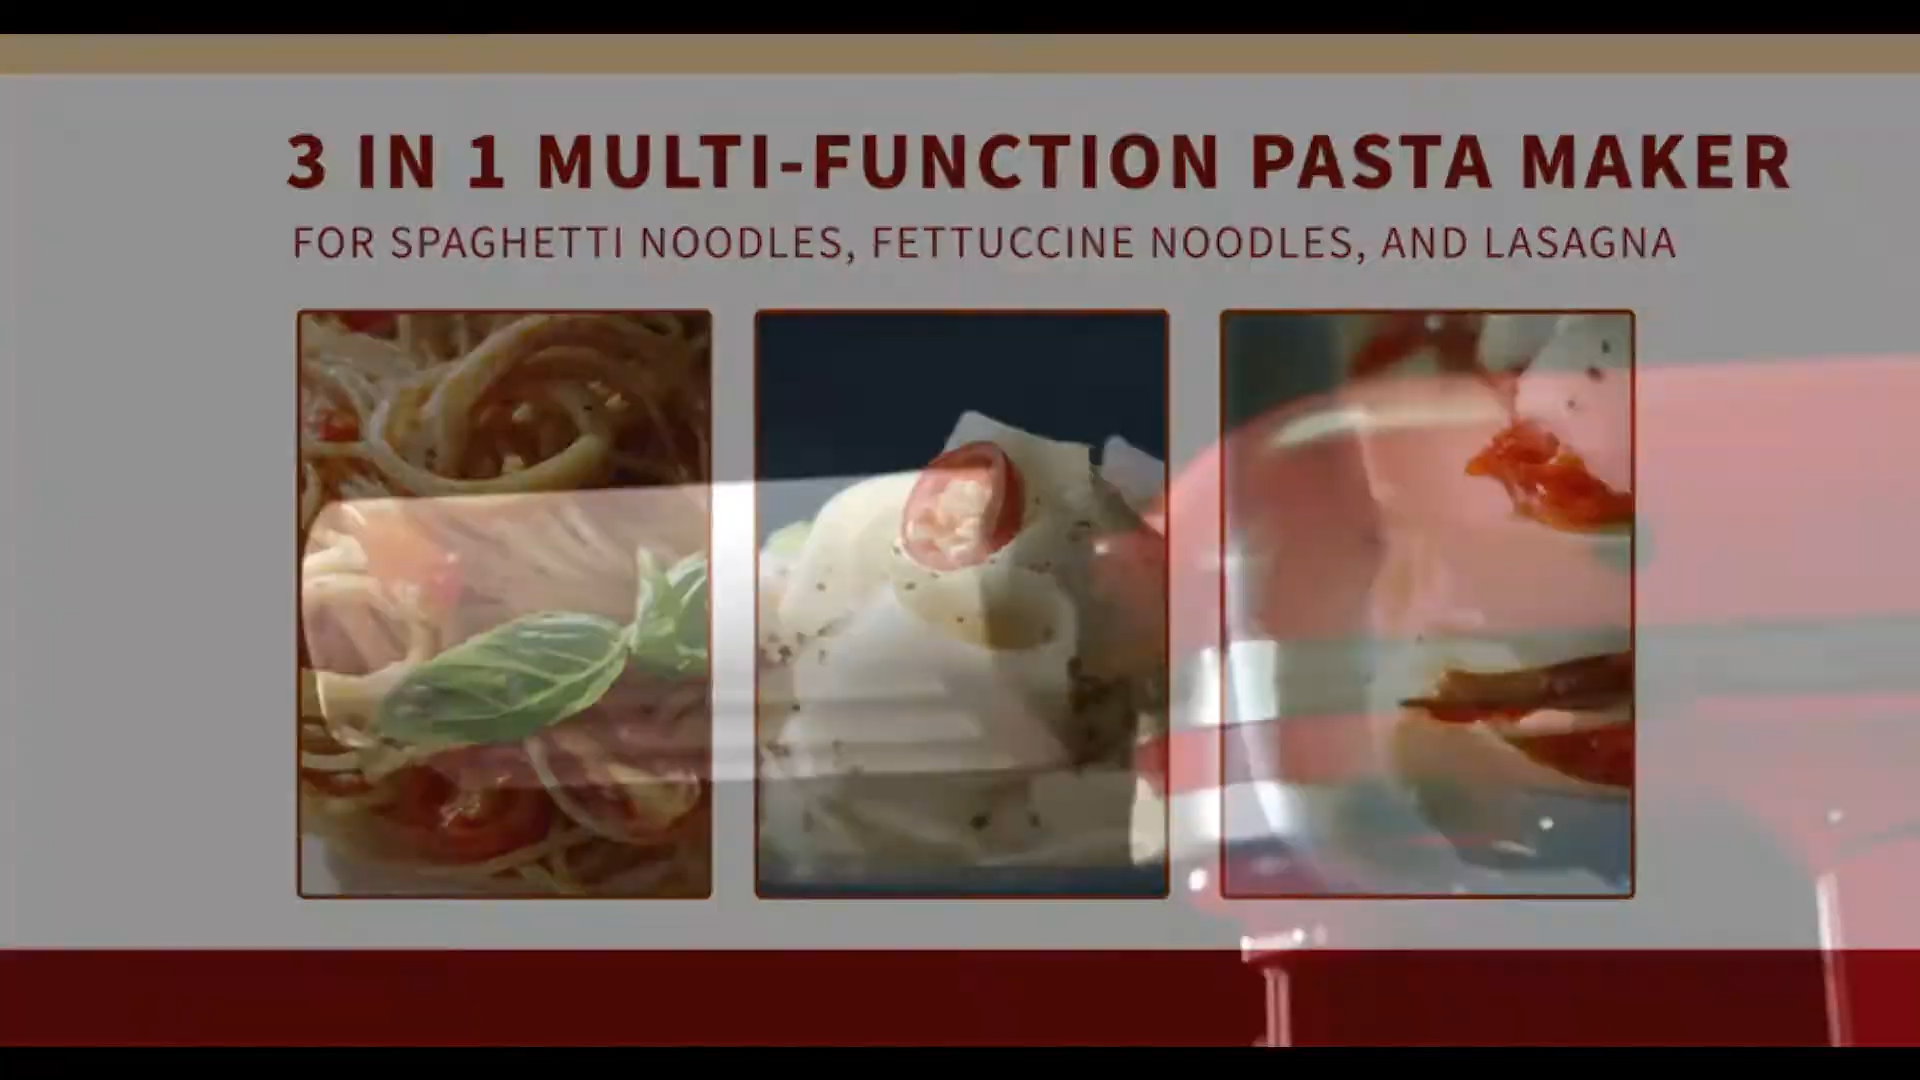 3 IN 1 MULTI-FUNCTION PASTA MAKER
FOR SPAGHETTI NOODLES, FETTUCCINE NOODLES, AND LASAGNA